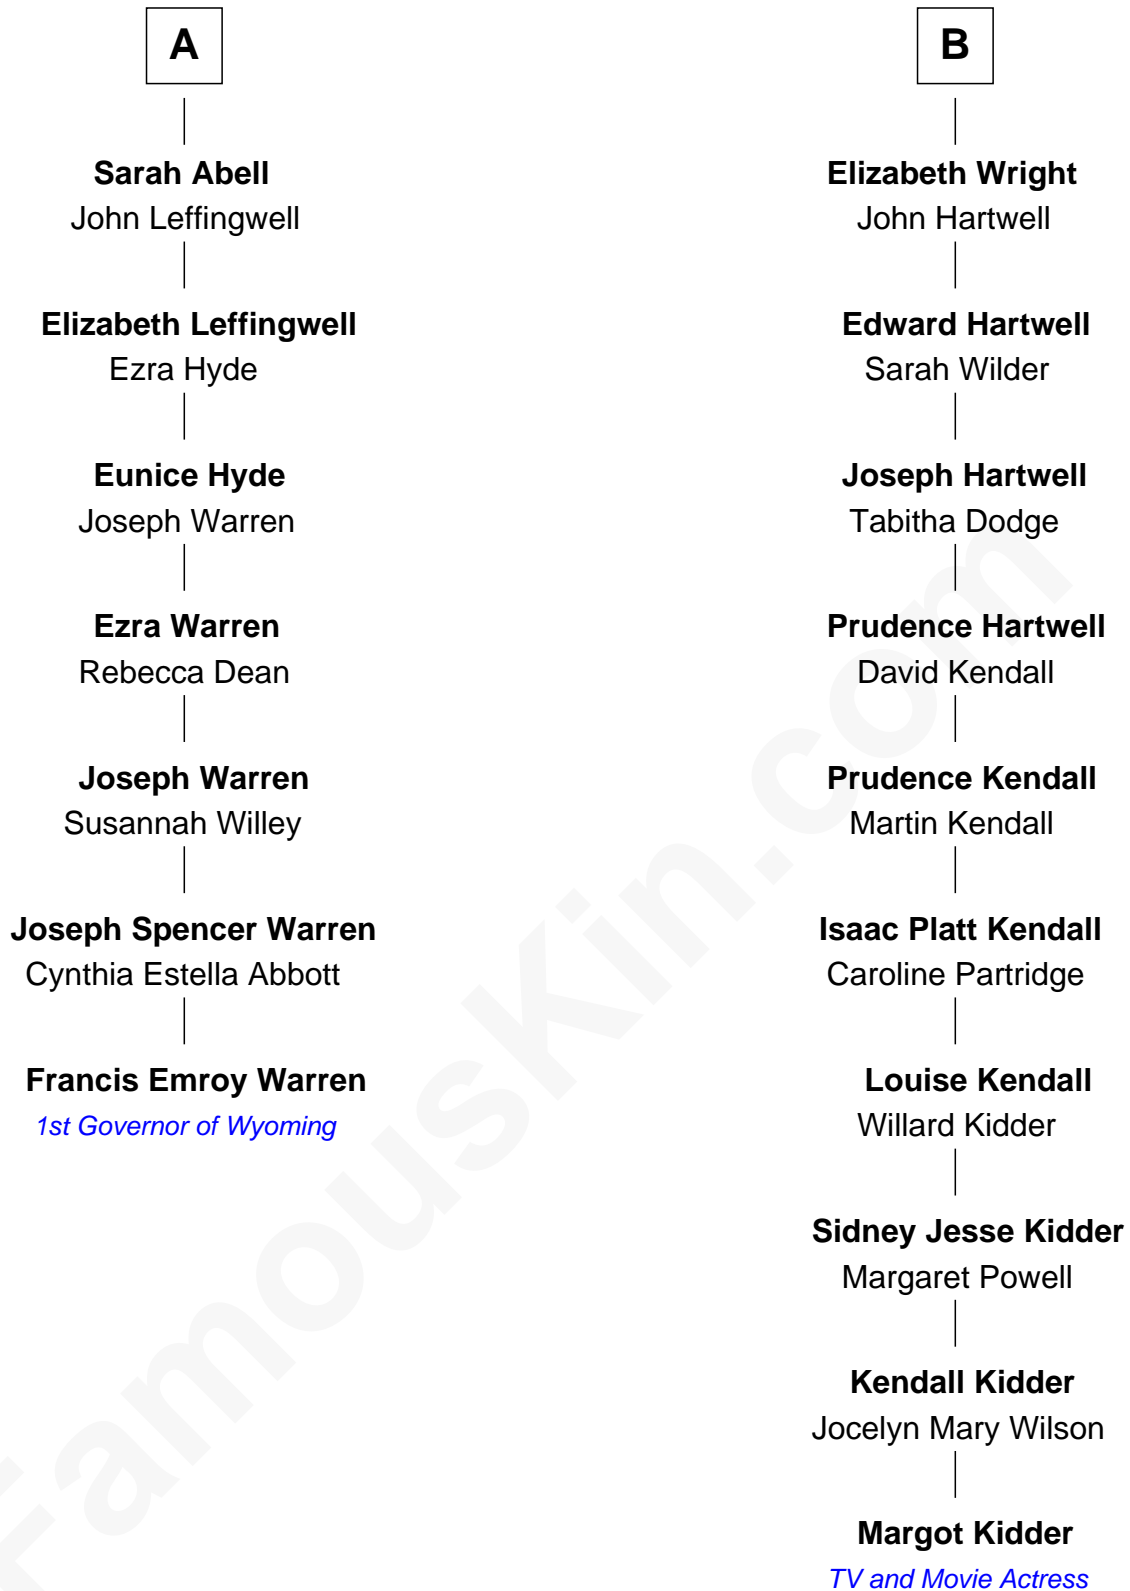 A
Sarah Abell
John Leffingwell
Elizabeth Leffingwell
Ezra Hyde
Eunice Hyde
Joseph Warren
Ezra Warren
Rebecca Dean
Joseph Warren
Susannah Willey
Joseph Spencer Warren
Cynthia Estella Abbott
Francis Emroy Warren
1st Governor of Wyoming
B
Elizabeth Wright
John Hartwell
Edward Hartwell
Sarah Wilder
Joseph Hartwell
Tabitha Dodge
Prudence Hartwell
David Kendall
Prudence Kendall
Martin Kendall
Isaac Platt Kendall
Caroline Partridge
Louise Kendall
Willard Kidder
Sidney Jesse Kidder
Margaret Powell
Kendall Kidder
Jocelyn Mary Wilson
Margot Kidder
TV and Movie Actress
FamousKin.com